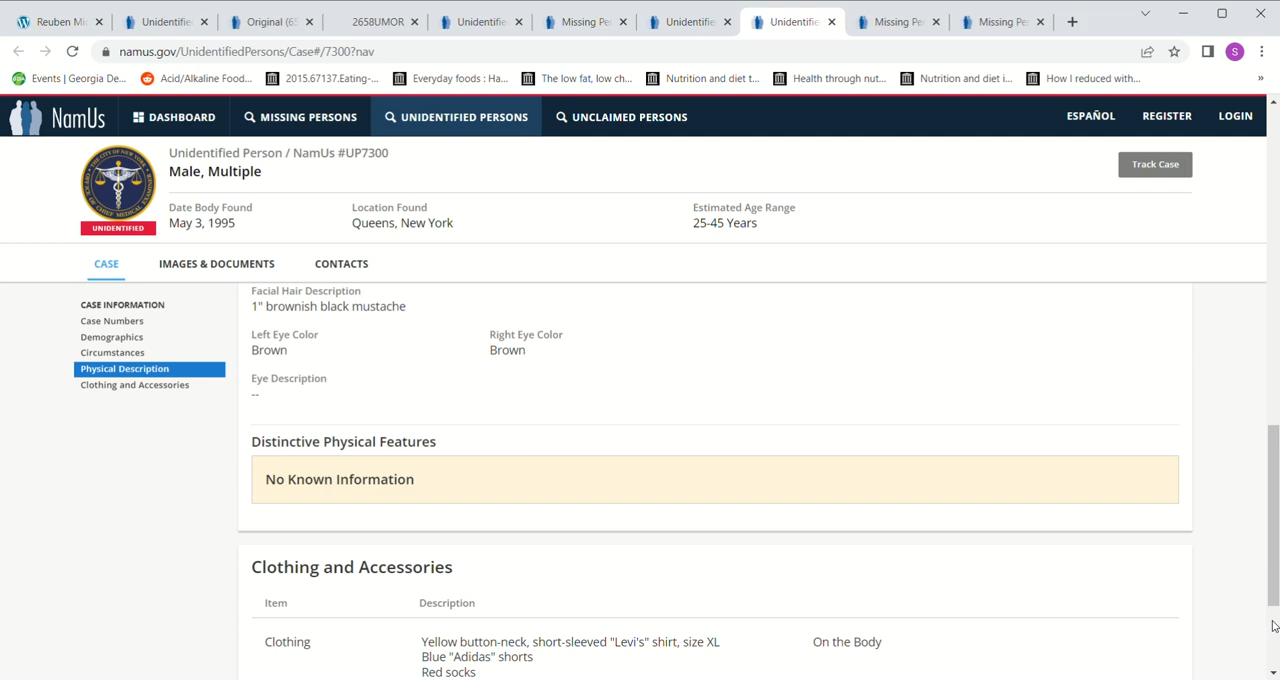 Reuben Mi
Unidentifie
Original (65
2658UMOR
Unidentifie
Missing Pe
Unidentifie
Unidentifie
Missing Pe
Missing Pe
namus.gov/UnidentifiedPersons/Case#/7300?nav
S
Events | Georgia De...
Acid/Alkaline Food...
2015.67137.Eating-...
Everyday foods : Ha...
The low fat, low ch...
Nutrition and diet t...
Health through nut...
Nutrition and diet i...
How I reduced with...
»
NamUs
DASHBOARD
MISSING PERSONS
UNIDENTIFIED PERSONS
UNCLAIMED PERSONS
ESPAÑOL
REGISTER
LOGIN
Unidentified Person / NamUs #UP7300
Male, Multiple
Track Case
UNIDENTIFIED
Date Body Found
May 3, 1995
Location Found
Queens, New York
Estimated Age Range
25-45 Years
CASE
IMAGES & DOCUMENTS
CONTACTS
CASE INFORMATION
Case Numbers
Demographics
Circumstances
Physical Description
Clothing and Accessories
Facial Hair Description
1" brownish black mustache
Left Eye Color
Brown
Right Eye Color
Brown
Eye Description
--
Distinctive Physical Features
No Known Information
Clothing and Accessories
Item Description
Clothing
Yellow button-neck, short-sleeved "Levi's" shirt, size XL
Blue "Adidas" shorts
Red socks
On the Body